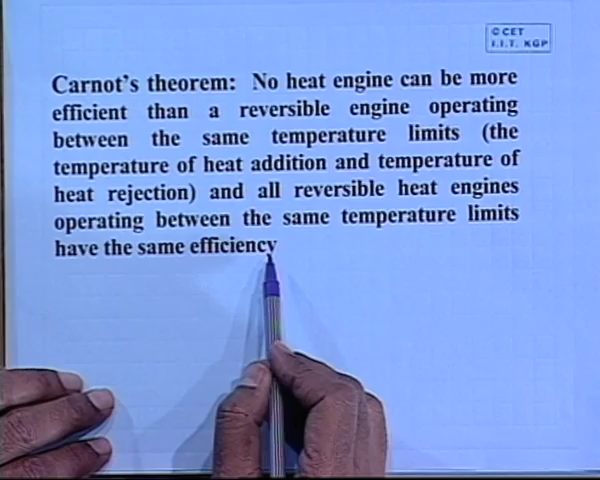 © CET
I.I.T. KGP
Carnot's theorem: No heat engine can be more
efficient than a reversible engine operating
between the same temperature limits (the
temperature of heat addition and temperature of
heat rejection) and all reversible heat engines
operating between the same temperature limits
have the same efficiency